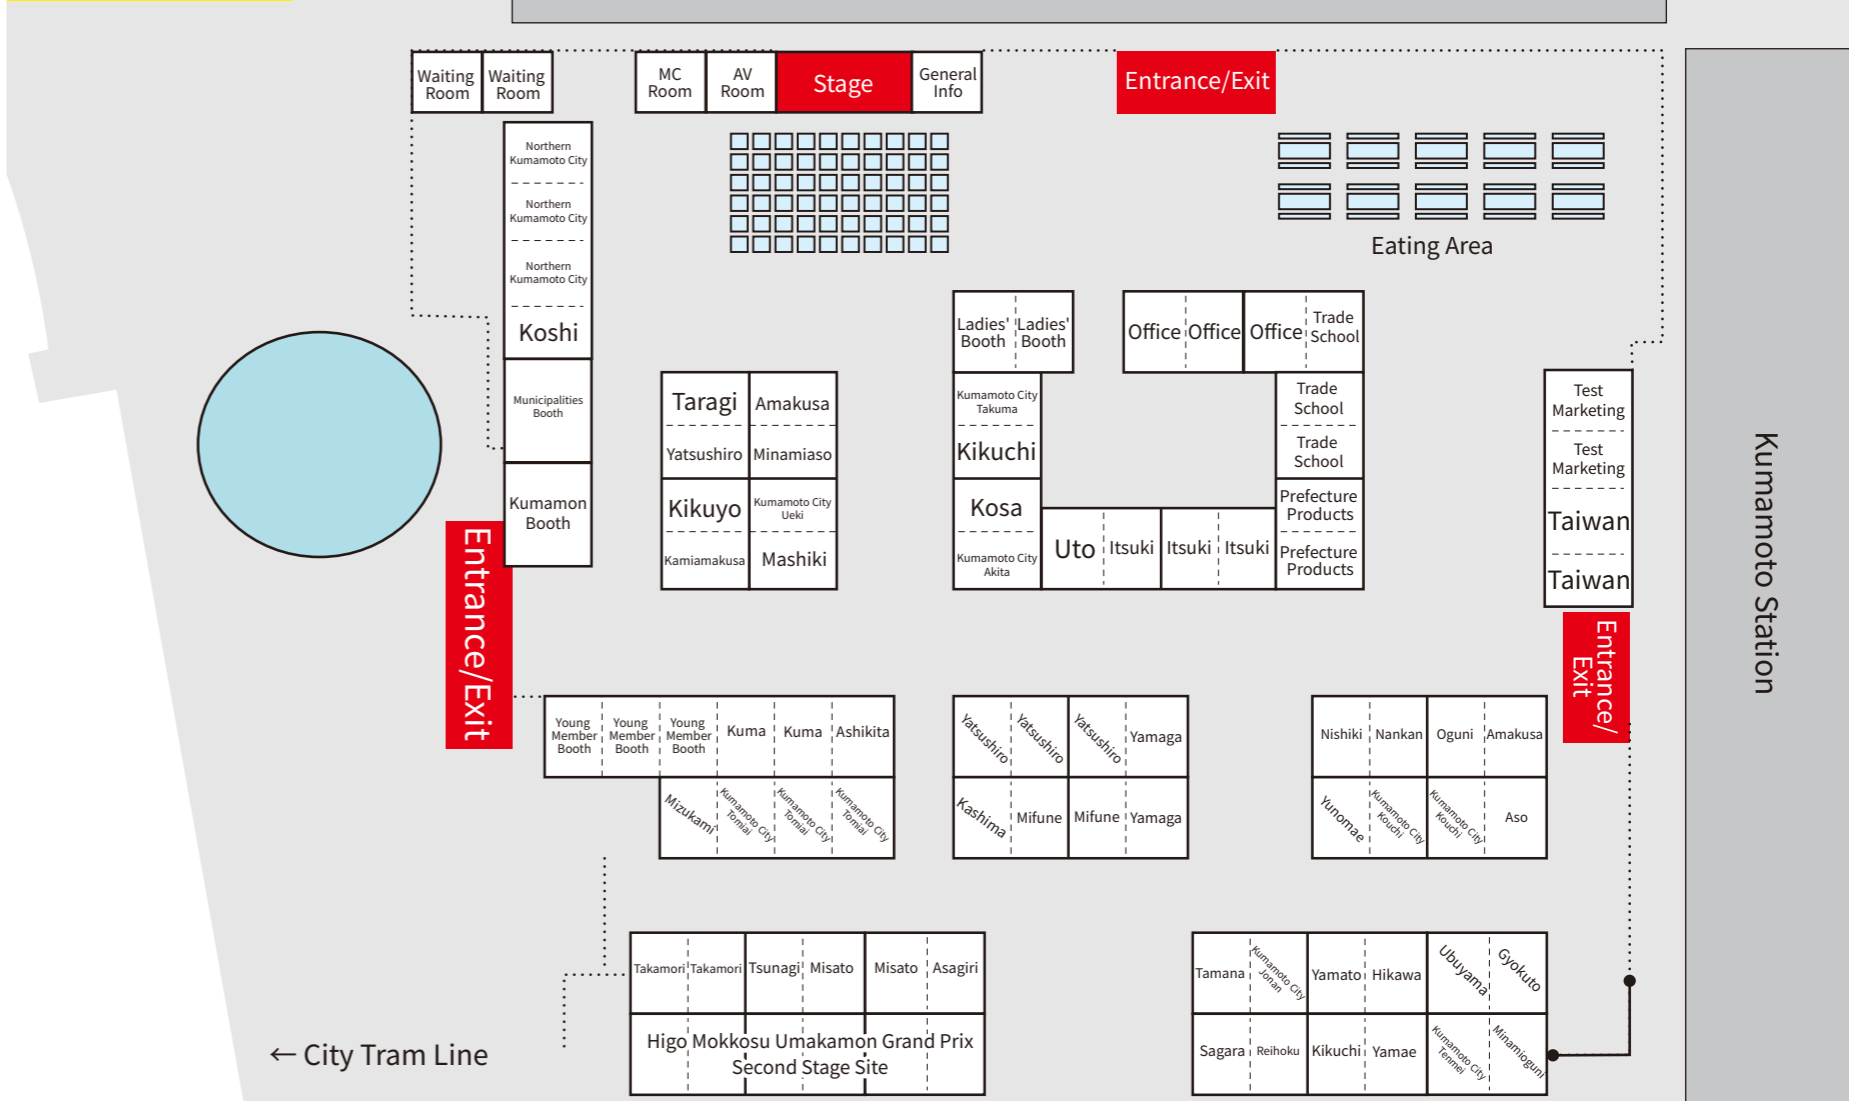 Waiting
Room
Waiting
Room
MC
Room
AV
Room
Stage
General
Info
Entrance/Exit
Northern
Kumamoto City
Northern
Kumamoto City
Northern
Kumamoto City
Koshi
Municipalities
Booth
Kumamon
Booth
Entrance/Exit
Eating Area
Taragi
Amakusa
Yatsushiro
Minamiaso
Kikuyo
Kumamoto City
Ueki
Kamiamakusa
Mashiki
Ladies'
Booth
Ladies'
Booth
Office
Office
Office
Trade
School
Kumamoto City
Takuma
Kikuchi
Kosa
Kumamoto City
Akita
Uto
Itsuki
Itsuki
Itsuki
Trade
School
Trade
School
Prefecture
Products
Prefecture
Products
Test
Marketing
Test
Marketing
Taiwan
Taiwan
Entrance/
Exit
Kumamoto Station
Young
Member
Booth
Young
Member
Booth
Young
Member
Booth
Kuma
Kuma
Ashikita
Mizukami
Kumamoto City
Tomiai
Kumamoto City
Tomiai
Kumamoto City
Tomiai
Yatsushiro
Yatsushiro
Yatsushiro
Yamaga
Kashima
Mifune
Mifune
Yamaga
Nishiki
Nankan
Oguni
Amakusa
Yunomae
Kumamoto City
Kouchi
Kumamoto City
Kouchi
Aso
Takamori
Takamori
Tsunagi
Misato
Misato
Asagiri
Higo Mokkosu Umakamon Grand Prix
Second Stage Site
Tamana
Kumamoto City
Jonan
Yamato
Hikawa
Ubuyama
Gyokuto
Sagara
Reihoku
Kikuchi
Yamae
Kumamoto City
Tenmei
Minamioguni
← City Tram Line